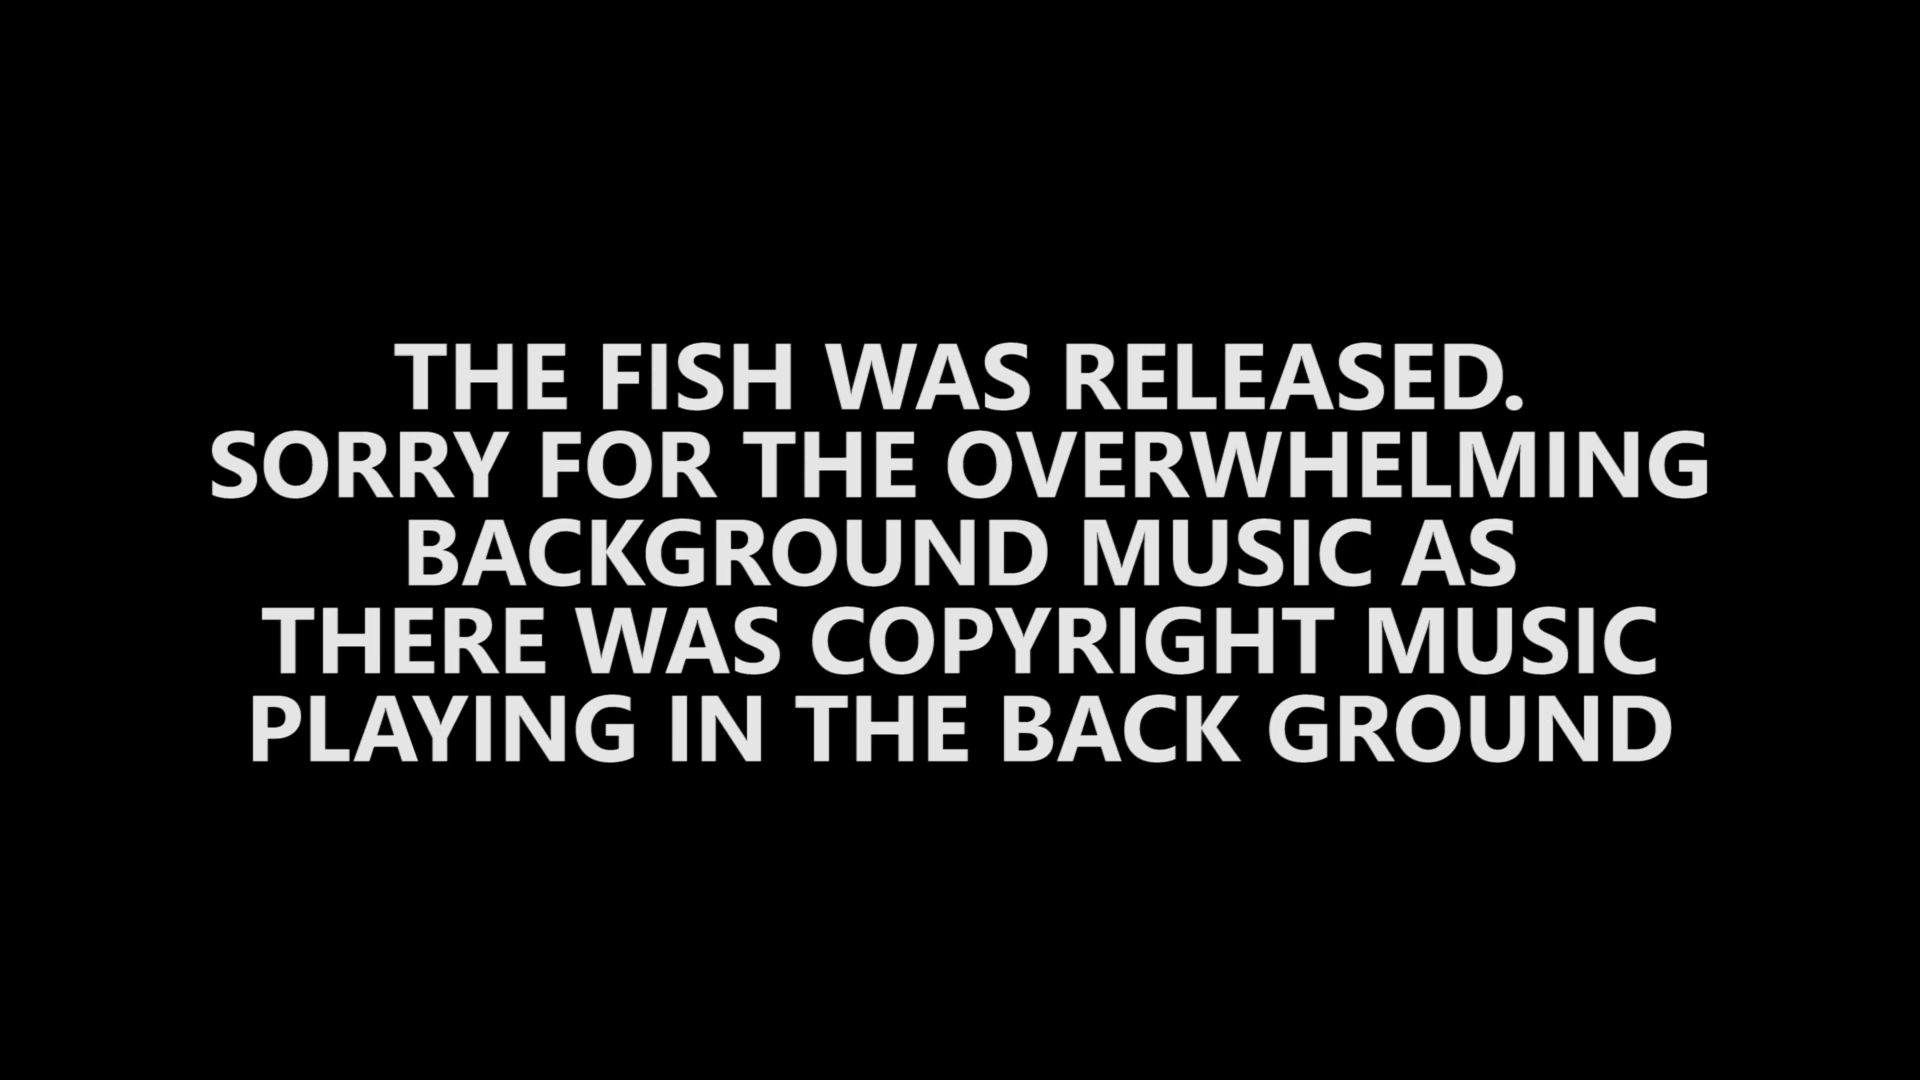 THE FISH WAS RELEASED.
SORRY FOR THE OVERWHELMING
BACKGROUND MUSIC AS
THERE WAS COPYRIGHT MUSIC
PLAYING IN THE BACK GROUND